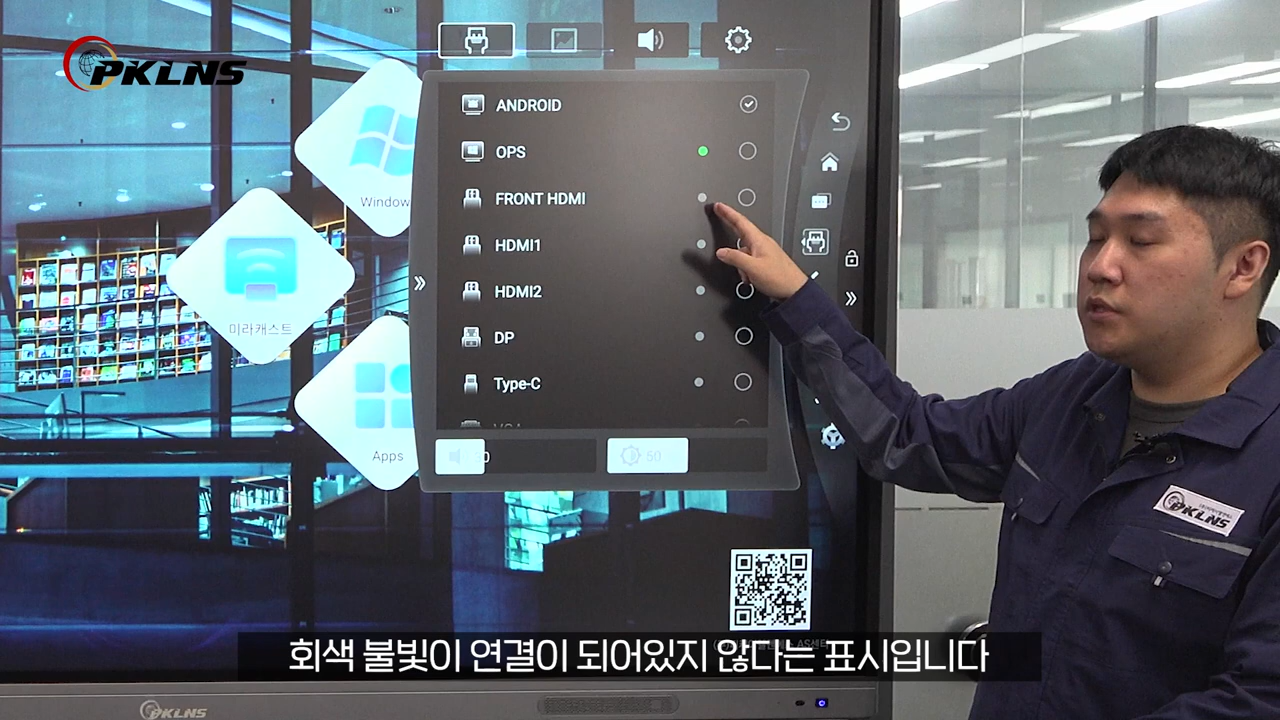 PKLNS
ANDROID
OPS
FRONT HDMI
HDMI1
HDMI2
DP
Type-C
Window
미라캐스트
Apps
50
PKLNS
회색 불빛이 연결이 되어있지 않다는 표시입니다
PKLNS